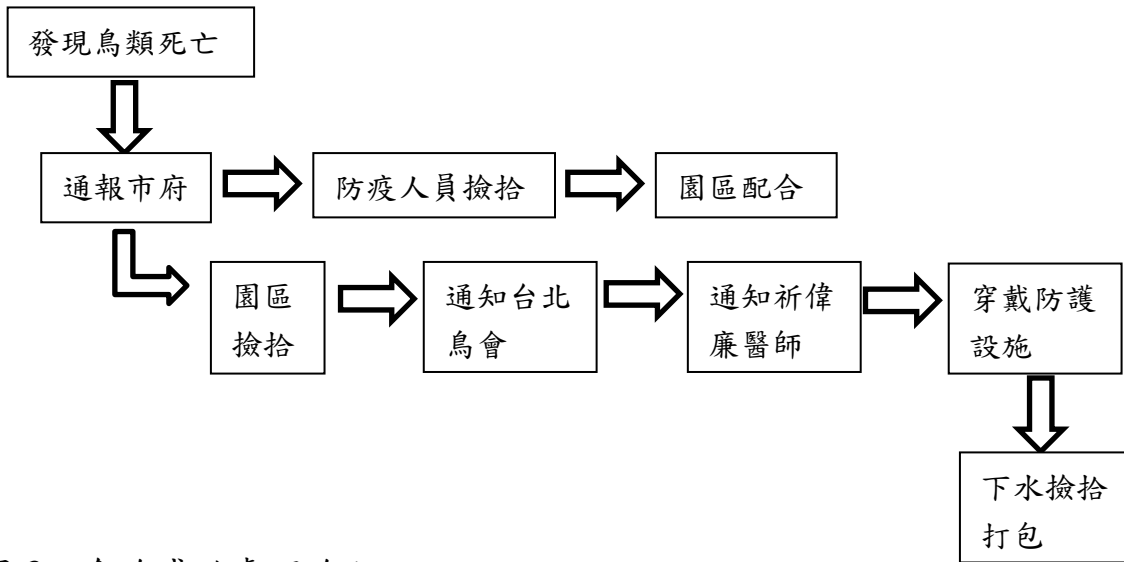 發現鳥類死亡
通報市府
防疫人員撿拾
園區配合
園區
撿拾
通知台北
鳥會
通知祈偉
廉醫師
穿戴防護
設施
下水撿拾
打包